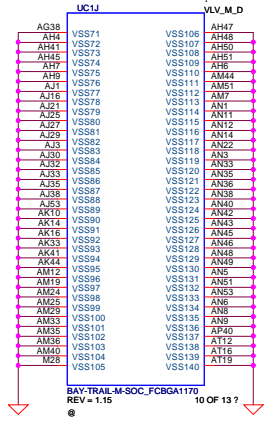 UC1J VLV_M_D
AG38 VSS71 VSS106 AH47
AH4 VSS72 VSS107 AH48
AH41 VSS73 VSS108 AH50
AH45 VSS74 VSS109 AH51
AH7 VSS75 VSS110 AH6
AH9 VSS76 VSS111 AM44
AJ1 VSS77 VSS112 AM51
AJ16 VSS78 VSS113 AM7
AJ21 VSS79 VSS114 AN1
AJ25 VSS80 VSS115 AN11
AJ27 VSS81 VSS116 AN12
AJ29 VSS82 VSS117 AN14
AJ3 VSS83 VSS118 AN22
AJ30 VSS84 VSS119 AN3
AJ32 VSS85 VSS120 AN33
AJ33 VSS86 VSS121 AN35
AJ35 VSS87 VSS122 AN36
AJ38 VSS88 VSS123 AN38
AJ53 VSS89 VSS124 AN40
AK10 VSS90 VSS125 AN42
AK14 VSS91 VSS126 AN43
AK16 VSS92 VSS127 AN45
AK33 VSS93 VSS128 AN46
AK41 VSS94 VSS129 AN48
AK44 VSS95 VSS130 AN49
AM12 VSS96 VSS131 AN5
AM19 VSS97 VSS132 AN51
AM24 VSS98 VSS133 AN53
AM25 VSS99 VSS134 AN6
AM29 VSS100 VSS135 AN8
AM33 VSS101 VSS136 AN9
AM35 VSS102 VSS137 AP40
AM36 VSS103 VSS138 AT12
AM40 VSS104 VSS139 AT16
M28 VSS105 VSS140 AT19
BAY-TRAIL-M-SOC_FCBGA1170
REV = 1.15 10 OF 13 ?
@